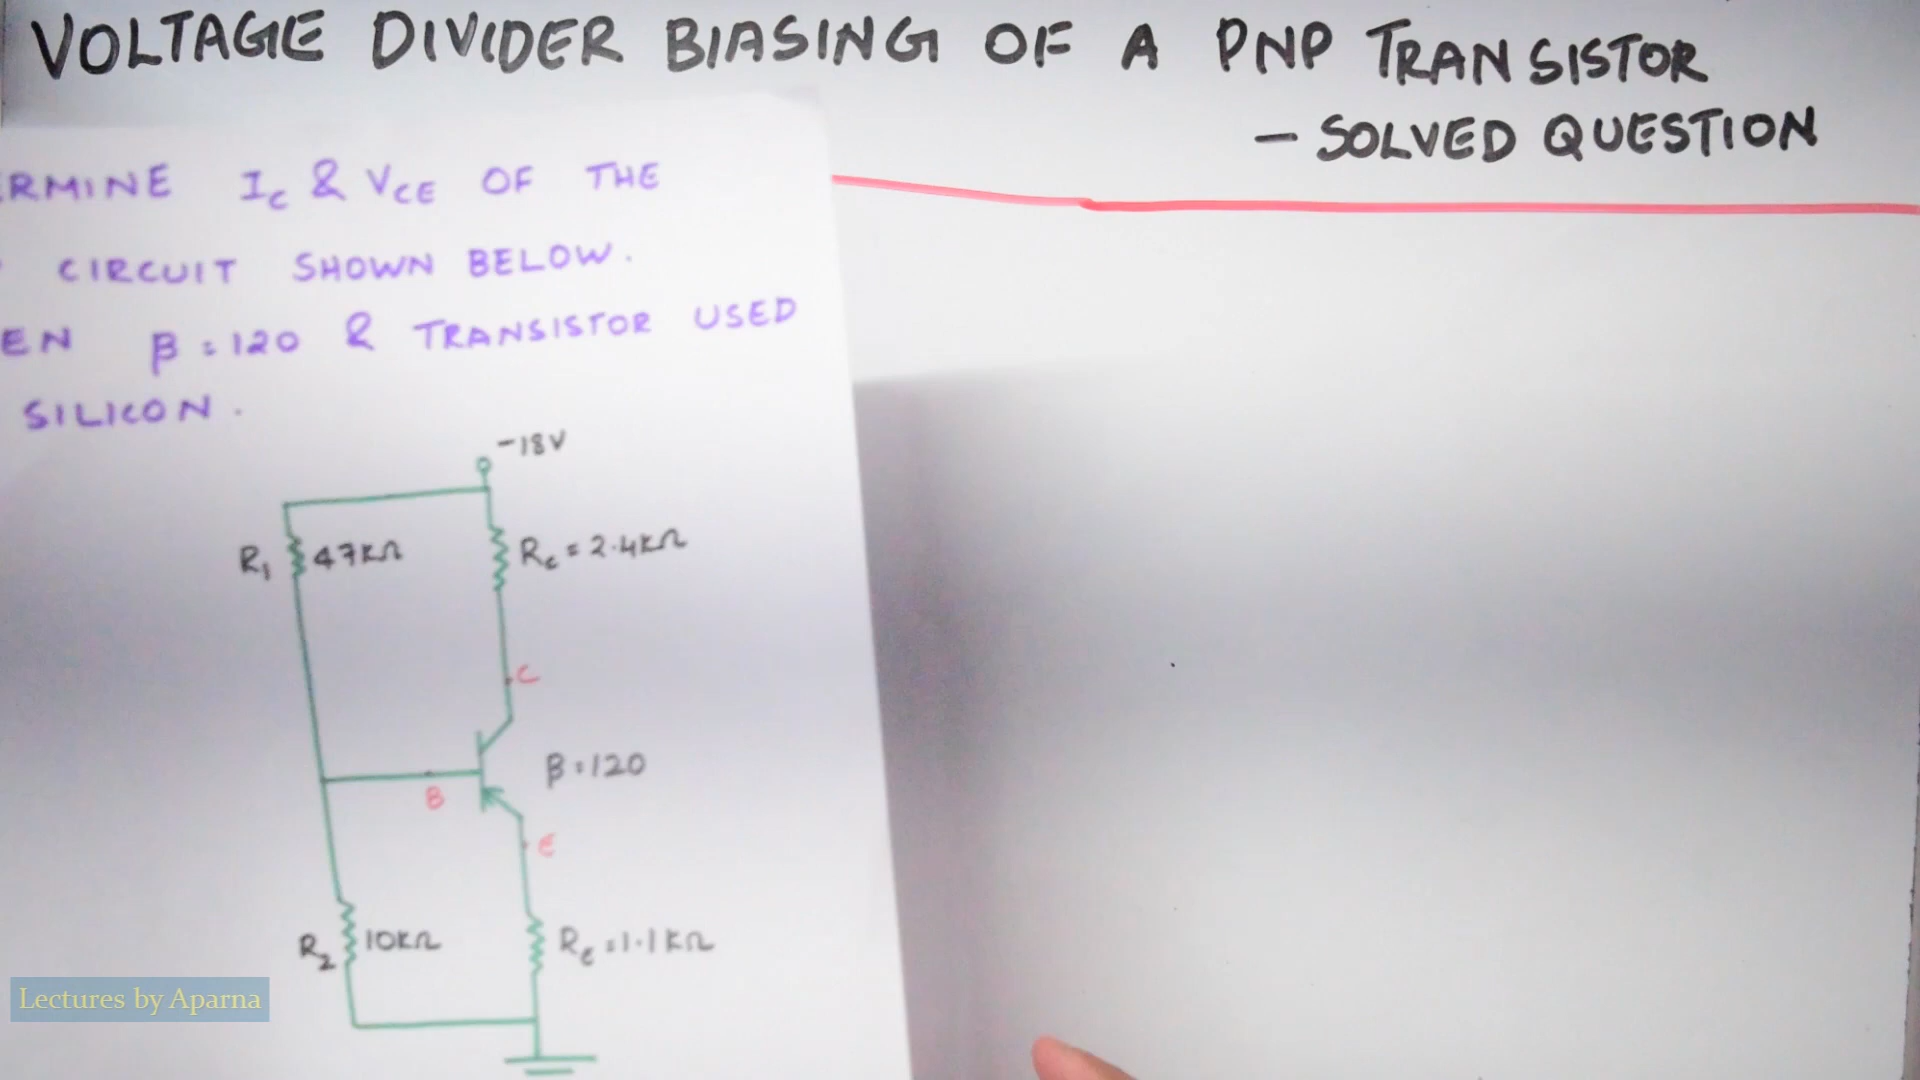 VOLTAGE DIVIDER BIASING OF A PNP TRANSISTOR
- SOLVED QUESTION
RMINE Ic & VCE OF THE
CIRCUIT SHOWN BELOW.
EN β = 120 & TRANSISTOR USED
SILICON.
-18V
R1 47KΩ
Rc = 2.4KΩ
C
β = 120
B
E
R2 10KΩ
RE = 1.1KΩ
Lectures by Aparna